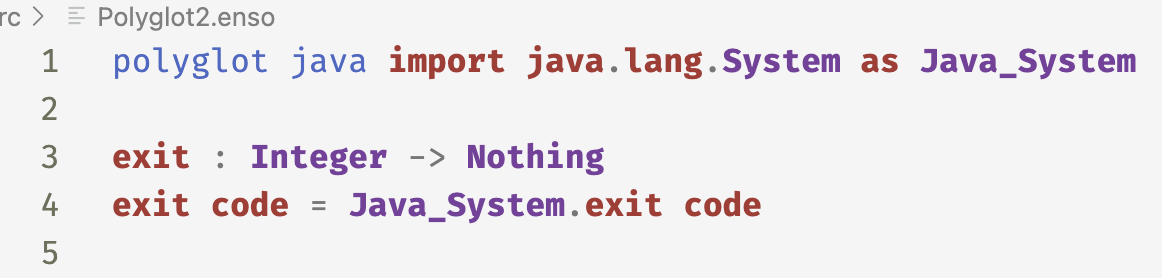 rc > Polyglot2.enso
1 polyglot java import java.lang.System as Java_System
2
3 exit : Integer -> Nothing
4 exit code = Java_System.exit code
5